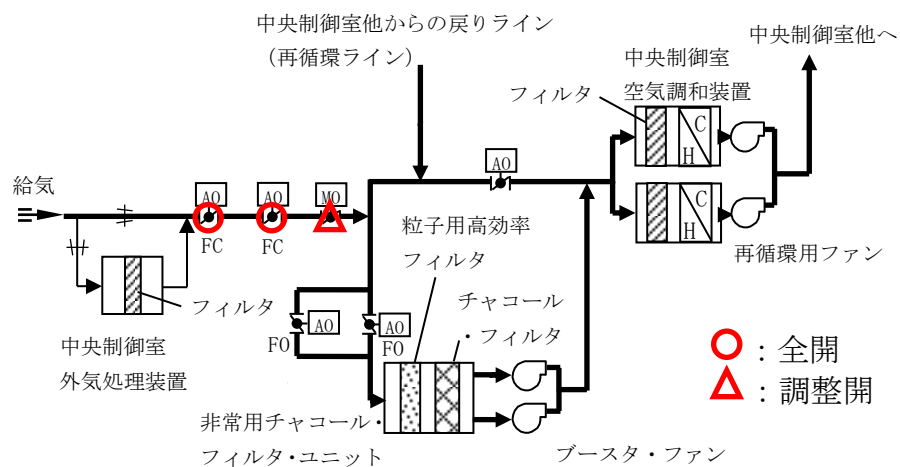 中央制御室他からの戻りライン
（再循環ライン）
中央制御室他へ
中央制御室
空気調和装置
フィルタ
C
H
C
H
AO
給気
AO
AO
MO
FC
FC
粒子用高効率
フィルタ
再循環用ファン
フィルタ
チャコール
・フィルタ
AO
AO
FO
FO
中央制御室
外気処理装置
：全開
：調整開
非常用チャコール・
フィルタ・ユニット
ブースタ・ファン